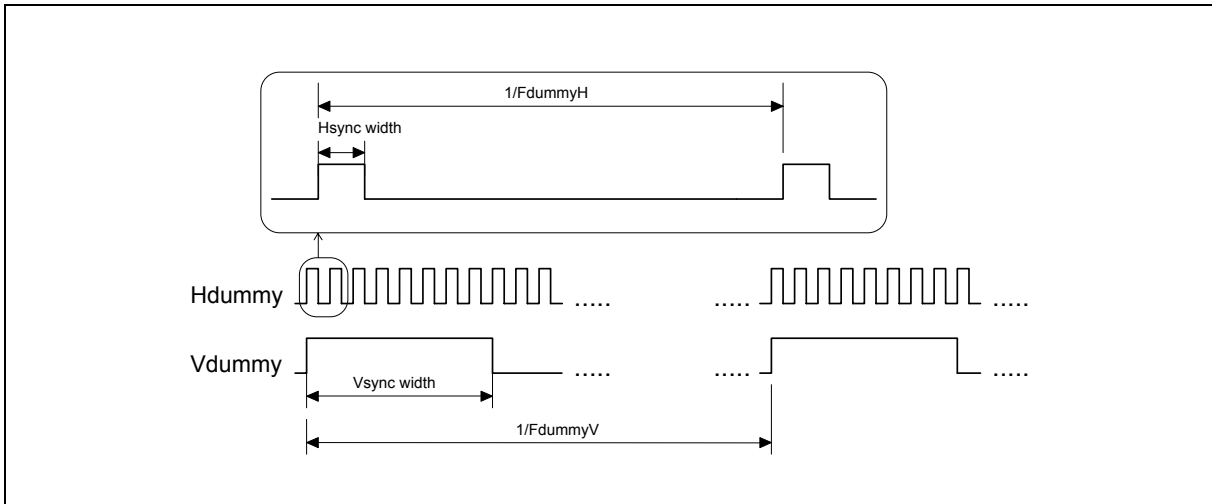 1/FdummyH
Hsync width
Hdummy ..... ..... .....
Vdummy ..... ..... .....
Vsync width
1/FdummyV